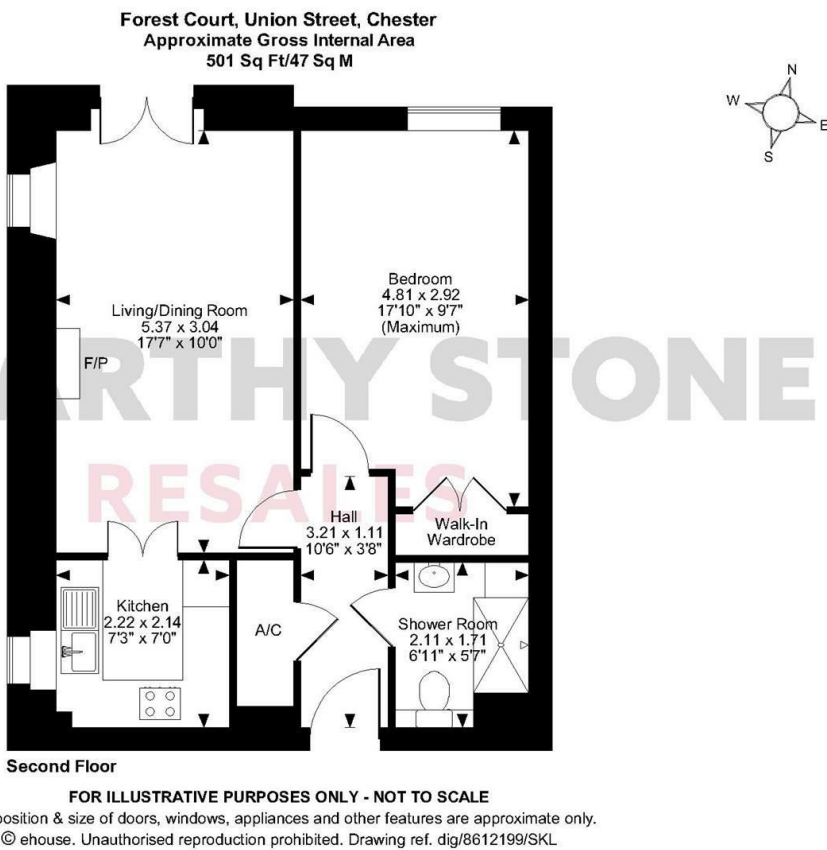 Forest Court, Union Street, Chester
Approximate Gross Internal Area
501 Sq Ft/47 Sq M
N
W
E
S
Bedroom
4.81 x 2.92
17'10" x 9'7"
(Maximum)
Living/Dining Room
5.37 x 3.04
17'7" x 10'0"
F/P
ARTHY STONE
RESALES
Hall
3.21 x 1.11
10'6" x 3'8"
Walk-In
Wardrobe
Kitchen
2.22 x 2.14
7'3" x 7'0"
A/C
Shower Room
2.11 x 1.71
6'11" x 5'7"
Second Floor
FOR ILLUSTRATIVE PURPOSES ONLY - NOT TO SCALE
position & size of doors, windows, appliances and other features are approximate only.
© ehouse. Unauthorised reproduction prohibited. Drawing ref. dig/8612199/SKL